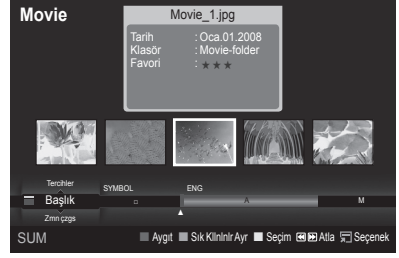 Movie
Movie_1.jpg
Tarih : Oca.01.2008
Klasör : Movie-folder
Favori : ★ ★ ★
Tercihler
SYMBOL ENG
Başlık □ A M
Zmn çzgs
SUM Aygıt Sık Kllnlnlr Ayr Seçim Atla Seçenek